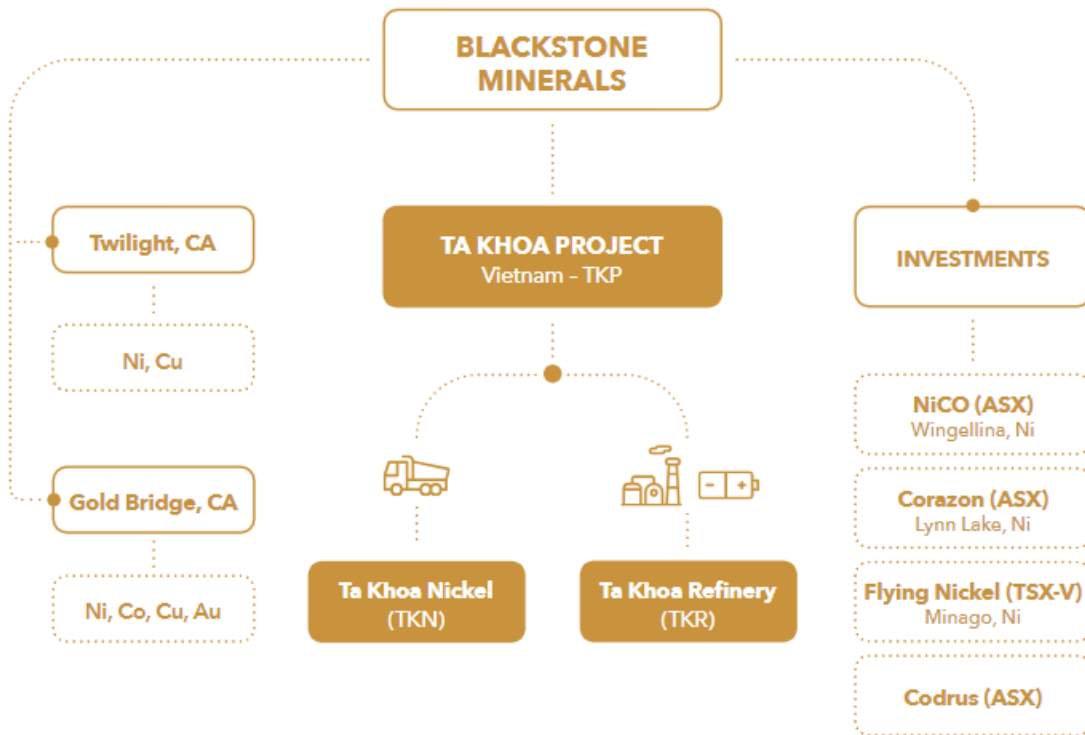 BLACKSTONE
MINERALS
Twilight, CA
Ni, Cu
Gold Bridge, CA
Ni, Co, Cu, Au
TA KHOA PROJECT
Vietnam – TKP
Ta Khoa Nickel
(TKN)
Ta Khoa Refinery
(TKR)
INVESTMENTS
NiCO (ASX)
Wingellina, Ni
Corazon (ASX)
Lynn Lake, Ni
Flying Nickel (TSX-V)
Minago, Ni
Codrus (ASX)